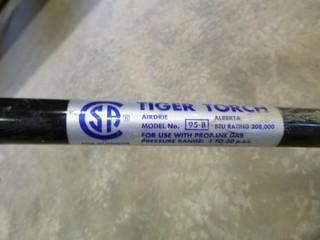 CSA ®
TIGER TORCH
AIRDRIE ALBERTA
MODEL No. 95-B BTU RATING 208,000
FOR USE WITH PROPANE GAS
PRESSURE RANGE: 1 TO 30 p.s.i.